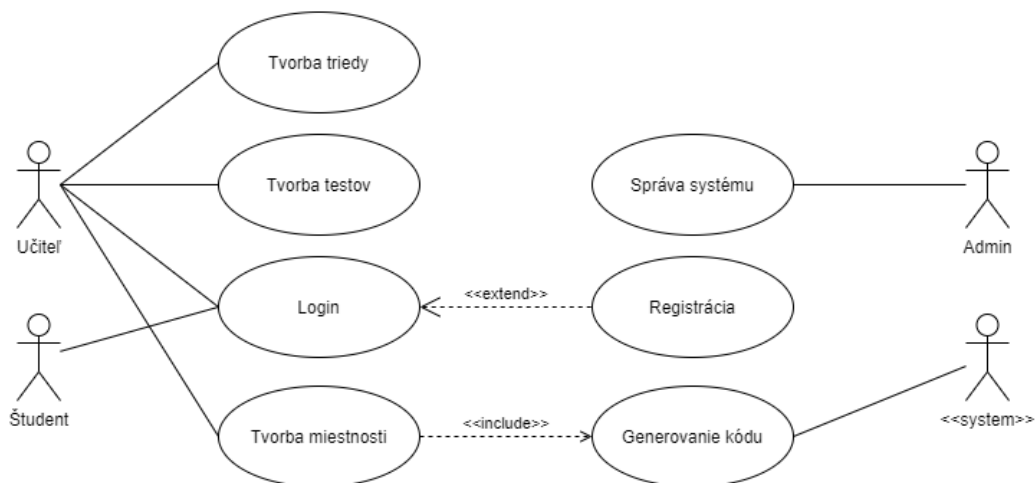 Tvorba triedy
Tvorba testov
Správa systému
Učiteľ
Admin
<<extend>>
Login
Registrácia
Študent
<<system>>
<<include>>
Tvorba miestnosti
Generovanie kódu